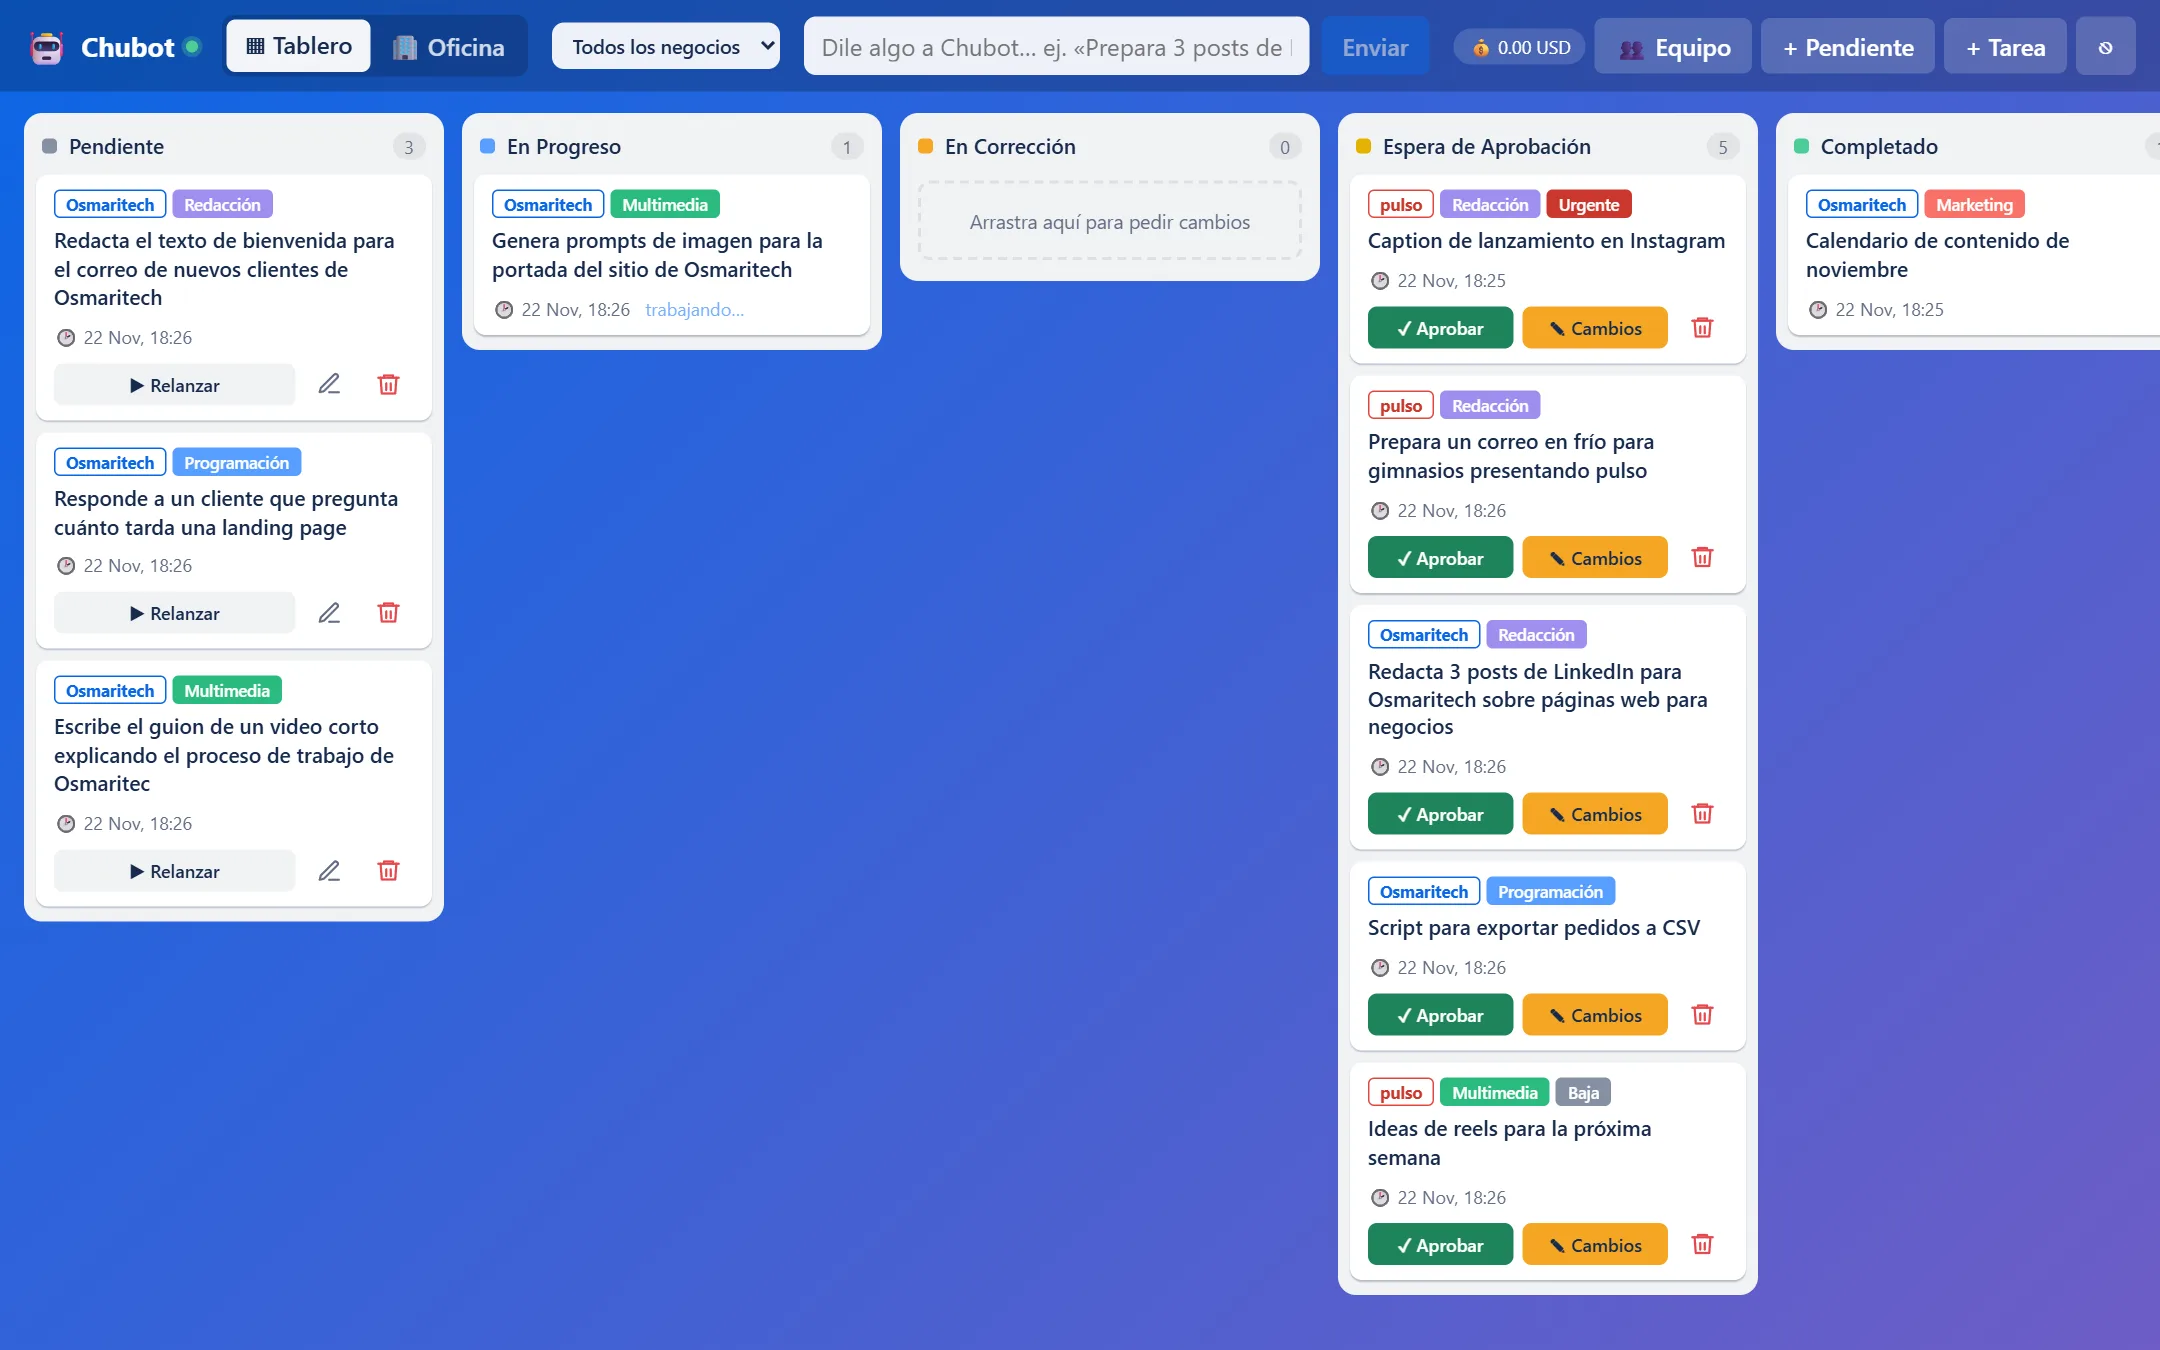 Chubot
Tablero
Oficina
Todos los negocios
Dile algo a Chubot... ej. «Prepara 3 posts de
Enviar
0.00 USD
Equipo
+ Pendiente
+ Tarea
Pendiente 3
Osmaritech Redacción
Redacta el texto de bienvenida para
el correo de nuevos clientes de
Osmaritech
22 Nov, 18:26
▶ Relanzar
Osmaritech Programación
Responde a un cliente que pregunta
cuánto tarda una landing page
22 Nov, 18:26
▶ Relanzar
Osmaritech Multimedia
Escribe el guion de un video corto
explicando el proceso de trabajo de
Osmaritec
22 Nov, 18:26
▶ Relanzar
En Progreso 1
Osmaritech Multimedia
Genera prompts de imagen para la
portada del sitio de Osmaritech
22 Nov, 18:26 trabajando...
En Corrección 0
Arrastra aquí para pedir cambios
Espera de Aprobación 5
pulso Redacción Urgente
Caption de lanzamiento en Instagram
22 Nov, 18:25
✓ Aprobar Cambios
pulso Redacción
Prepara un correo en frío para
gimnasios presentando pulso
22 Nov, 18:26
✓ Aprobar Cambios
Osmaritech Redacción
Redacta 3 posts de LinkedIn para
Osmaritech sobre páginas web para
negocios
22 Nov, 18:26
✓ Aprobar Cambios
Osmaritech Programación
Script para exportar pedidos a CSV
22 Nov, 18:26
✓ Aprobar Cambios
pulso Multimedia Baja
Ideas de reels para la próxima
semana
22 Nov, 18:26
✓ Aprobar Cambios
Completado
Osmaritech Marketing
Calendario de contenido de
noviembre
22 Nov, 18:25